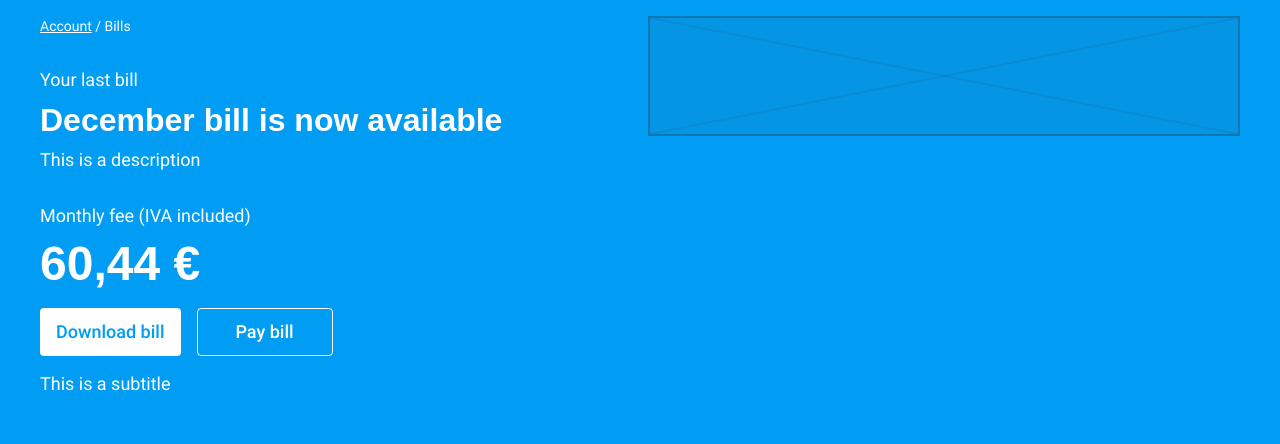 Account / Bills
Your last bill
December bill is now available
This is a description
Monthly fee (IVA included)
60,44 €
Download bill
Pay bill
This is a subtitle